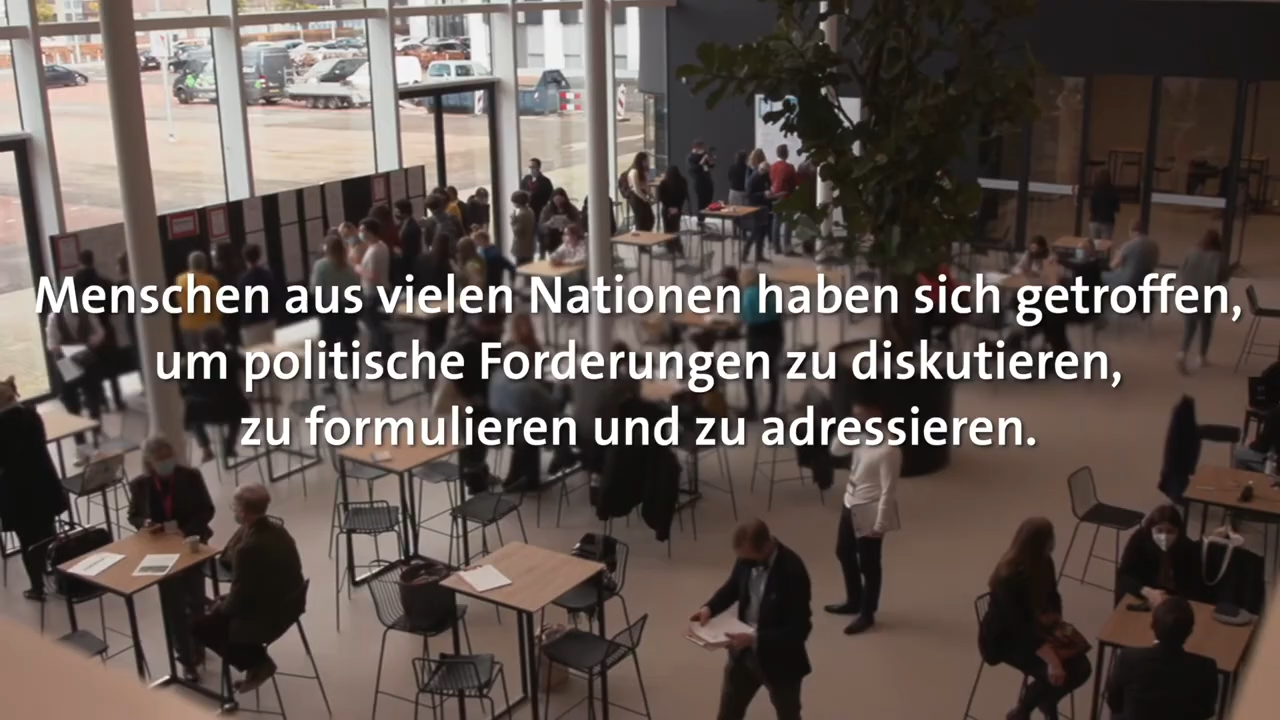 Menschen aus vielen Nationen haben sich getroffen,
um politische Forderungen zu diskutieren,
zu formulieren und zu adressieren.